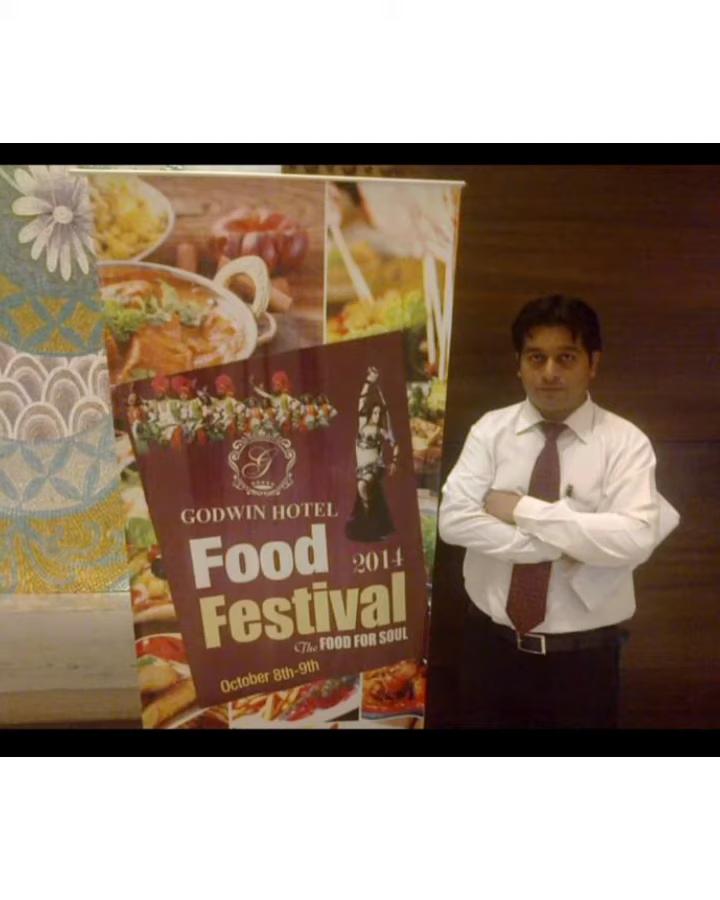 G
GODWIN HOTEL
Food 2014
Festival
The FOOD FOR SOUL
October 8th-9th